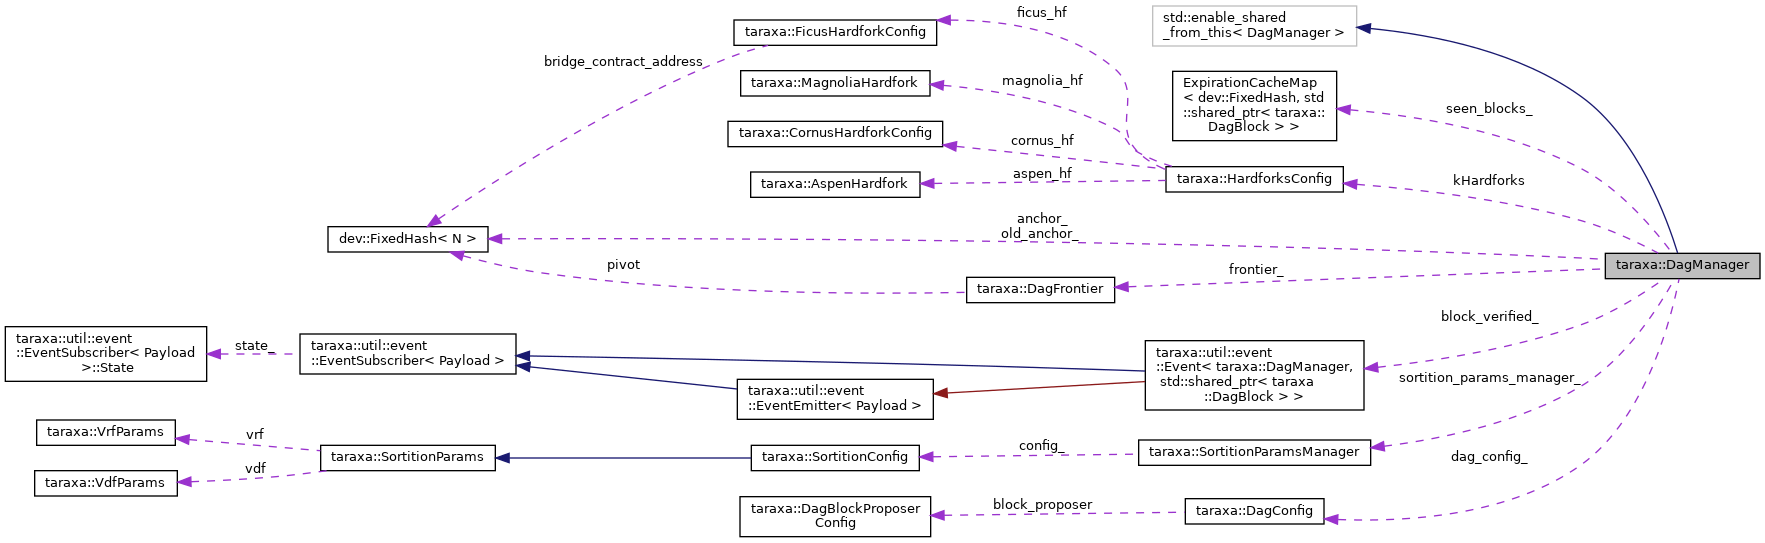 ficus_hf
std::enable_shared
_from_this< DagManager >
taraxa::FicusHardforkConfig
bridge_contract_address
taraxa::MagnoliaHardfork
magnolia_hf
ExpirationCacheMap
< dev::FixedHash, std
::shared_ptr< taraxa::
DagBlock > >
seen_blocks_
taraxa::CornusHardforkConfig
cornus_hf
taraxa::AspenHardfork
aspen_hf
taraxa::HardforksConfig
kHardforks
dev::FixedHash< N >
anchor_
old_anchor_
taraxa::DagManager
pivot
taraxa::DagFrontier
frontier_
block_verified_
taraxa::util::event
::EventSubscriber< Payload
>::State
state_
taraxa::util::event
::EventSubscriber< Payload >
taraxa::util::event
::Event< taraxa::DagManager,
std::shared_ptr< taraxa
::DagBlock > >
taraxa::util::event
::EventEmitter< Payload >
sortition_params_manager_
taraxa::VrfParams
vrf
taraxa::SortitionParams
taraxa::SortitionConfig
config_
taraxa::SortitionParamsManager
taraxa::VdfParams
vdf
dag_config_
taraxa::DagBlockProposer
Config
block_proposer
taraxa::DagConfig